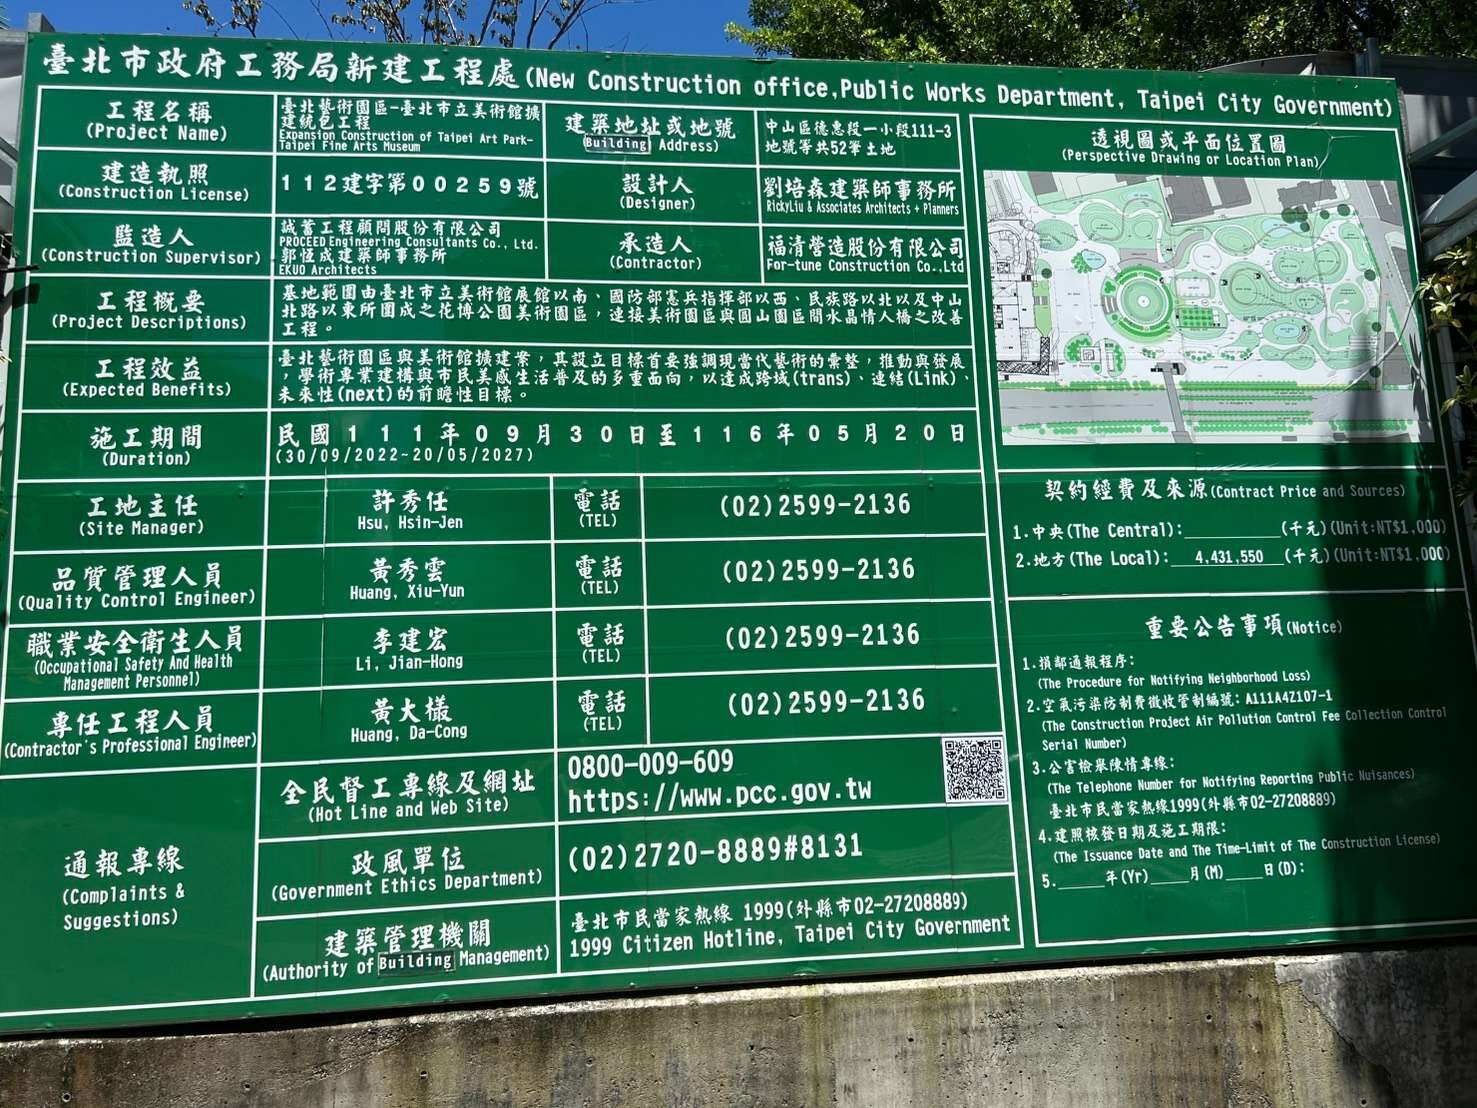 臺北市政府工務局新建工程處(New Construction office,Public Works Department, Taipei City Government)
工程名稱
(Project Name)
臺北藝術園區-臺北市立美術館擴
建統包工程
Expansion Construction of Taipei Art Park-
Taipei Fine Arts Museum
建築地址或地號
(Building Address)
中山區德惠段一小段111-3
地號等共52筆土地
建造執照
(Construction License)
112建字第00259號
設計人
(Designer)
劉培森建築師事務所
RickyLiu & Associates Architects + Planners
監造人
(Construction Supervisor)
誠蓄工程顧問股份有限公司
PROCEED Engineering Consultants Co., Ltd.
郭恆成建築師事務所
EKUO Architects
承造人
(Contractor)
福清營造股份有限公司
For-tune Construction Co.,Ltd
工程概要
(Project Descriptions)
基地範圍由臺北市立美術館展館以南、國防部憲兵指揮部以西、民族路以北以及中山
北路以東所圍成之花博公園美術園區，連接美術園區與圓山園區間水晶情人橋之改善
工程。
工程效益
(Expected Benefits)
臺北藝術園區與美術館擴建案，其設立目標首要強調現當代藝術的彙整，推動與發展
，學術專業建構與市民美感生活普及的多重面向，以達成跨域(trans)、連結(Link)、
未來性(next)的前瞻性目標。
施工期間
(Duration)
民國111年09月30日至116年05月20日
(30/09/2022~20/05/2027)
工地主任
(Site Manager)
許秀任
Hsu, Hsin-Jen
電話
(TEL)
(02)2599-2136
品質管理人員
(Quality Control Engineer)
黃秀雲
Huang, Xiu-Yun
電話
(TEL)
(02)2599-2136
職業安全衛生人員
(Occupational Safety And Health
Management Personnel)
李建宏
Li, Jian-Hong
電話
(TEL)
(02)2599-2136
專任工程人員
(Contractor's Professional Engineer)
黃大檥
Huang, Da-Cong
電話
(TEL)
(02)2599-2136
通報專線
(Complaints &
Suggestions)
全民督工專線及網址
(Hot Line and Web Site)
0800-009-609
https://www.pcc.gov.tw
政風單位
(Government Ethics Department)
(02)2720-8889#8131
建築管理機關
(Authority of Building Management)
臺北市民當家熱線 1999(外縣市02-27208889)
1999 Citizen Hotline, Taipei City Government
透視圖或平面位置圖
(Perspective Drawing or Location Plan)
契約經費及來源(Contract Price and Sources)
1.中央(The Central):________(千元)(Unit:NT$1,000)
2.地方(The Local): 4,431,550 (千元)(Unit:NT$1,000)
重要公告事項(Notice)
1.損鄰通報程序:
(The Procedure for Notifying Neighborhood Loss)
2.空氣污染防制費徵收管制編號: A111A4Z107-1
(The Construction Project Air Pollution Control Fee Collection Control
Serial Number)
3.公害檢舉陳情專線:
(The Telephone Number for Notifying Reporting Public Nuisances)
臺北市民當家熱線1999(外縣市02-27208889)
4.建照核發日期及施工期限:
(The Issuance Date and The Time-Limit of The Construction License)
5.____年(Yr)____月(M)____日(D):